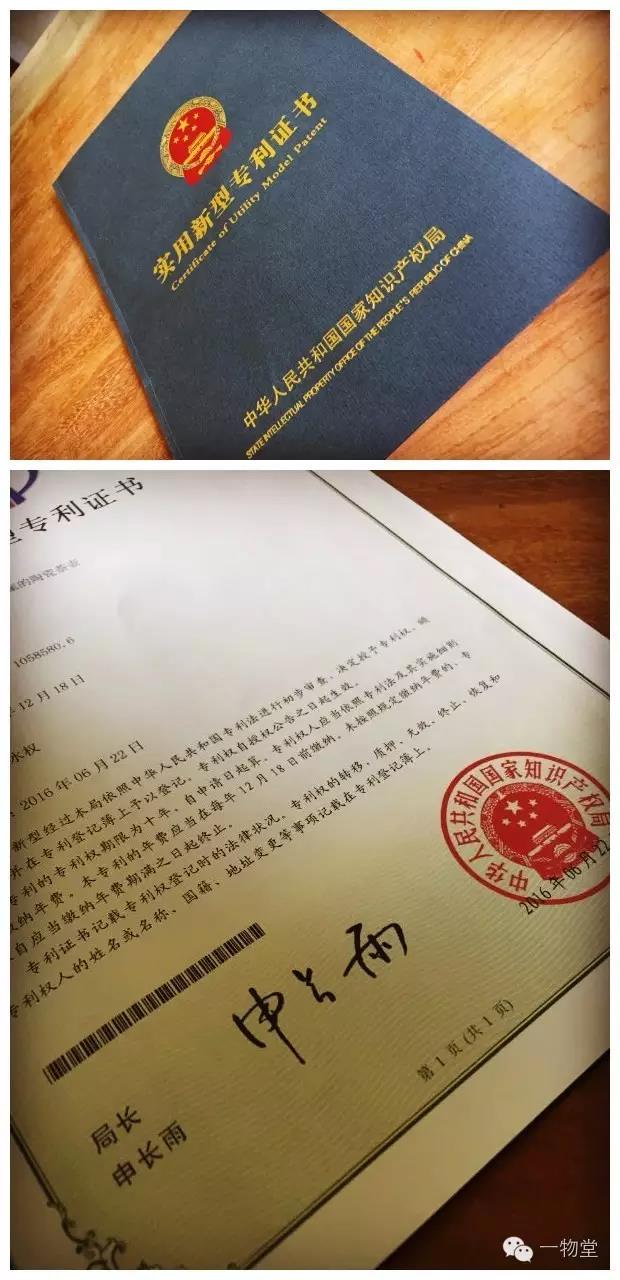 实用新型专利证书
Certificate of Utility Model Patent
中华人民共和国国家知识产权局
STATE INTELLECTUAL PROPERTY OFFICE OF THE PEOPLE'S REPUBLIC OF CHINA
型专利证书
的陶瓷茶壶
1058580.6
年12月18日
水权
：2016年06月22日
新型经过本局依照中华人民共和国专利法进行初步审查，决定授予专利权，颁
并在专利登记簿上予以登记。专利权自授权公告之日起生效。
专利的专利权期限为十年，自申请日起算。专利权人应当依照专利法及其实施细则
缴纳年费。本专利的年费应当在每年12月18日前缴纳。未按照规定缴纳年费的，专
自应当缴纳年费期满之日起终止。
专利证书记载专利权登记时的法律状况。专利权的转移、质押、无效、终止、恢复和
专利权人的姓名或名称、国籍、地址变更等事项记载在专利登记簿上。
中华人民共和国国家知识产权局
2016年06月22
申长雨
局长
申长雨
第1页(共1页)
一物堂